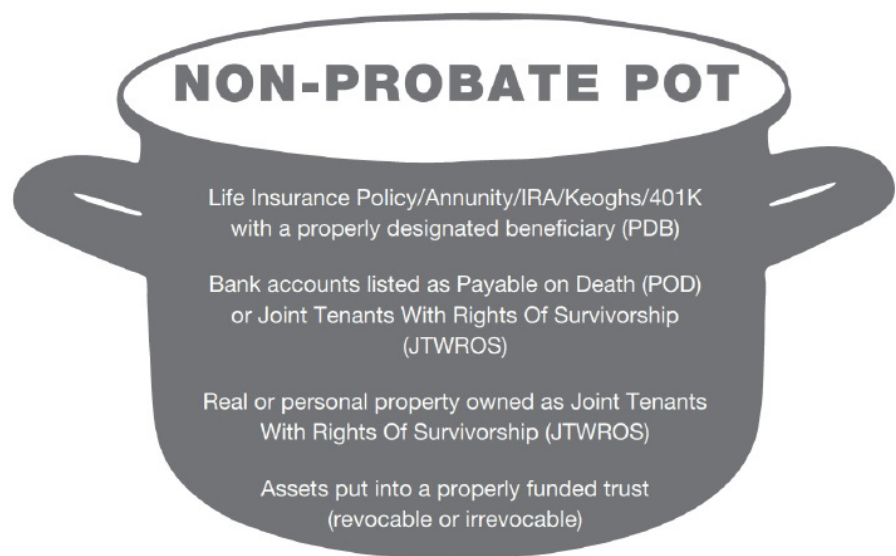 NON-PROBATE POT
Life Insurance Policy/Annunity/IRA/Keoghs/401K
with a properly designated beneficiary (PDB)
Bank accounts listed as Payable on Death (POD)
or Joint Tenants With Rights Of Survivorship
(JTWROS)
Real or personal property owned as Joint Tenants
With Rights Of Survivorship (JTWROS)
Assets put into a properly funded trust
(revocable or irrevocable)